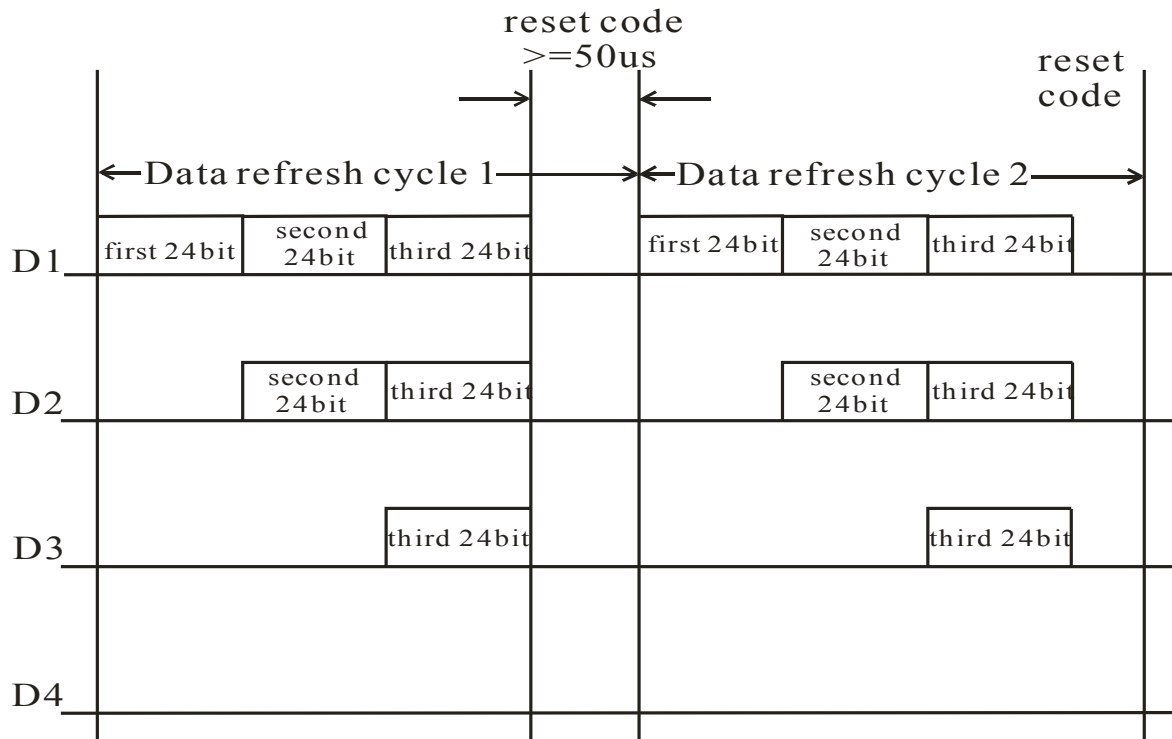 reset code
>=50us
reset
code
Data refresh cycle 1
Data refresh cycle 2
D1
first 24bit
second
24bit
third 24bit
first 24bit
second
24bit
third 24bit
D2
second
24bit
third 24bit
second
24bit
third 24bit
D3
third 24bit
third 24bit
D4